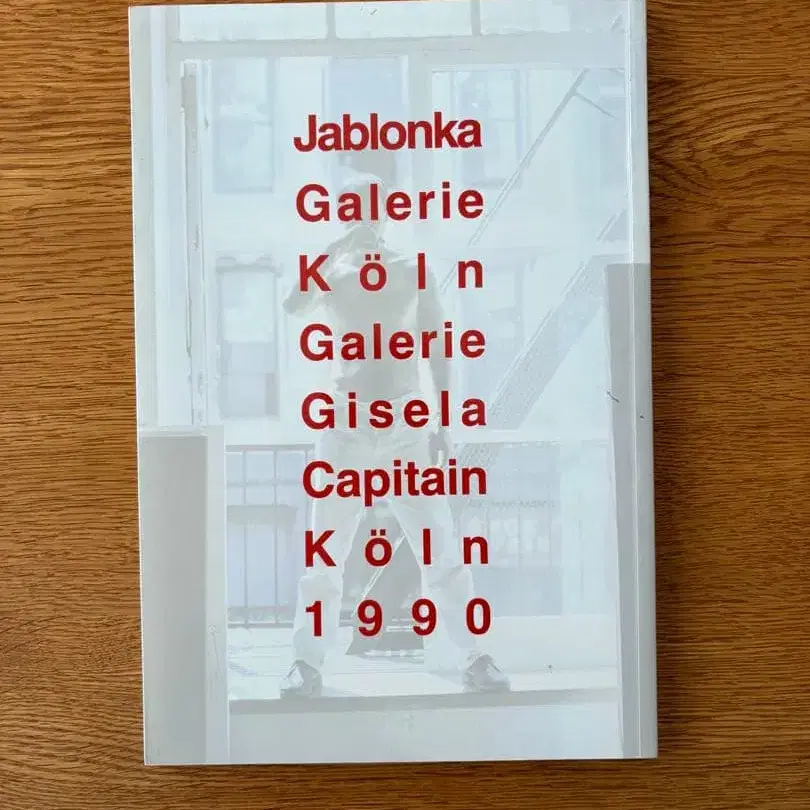 Jablonka
Galerie
Köln
Galerie
Gisela
Capitain
Köln
1990